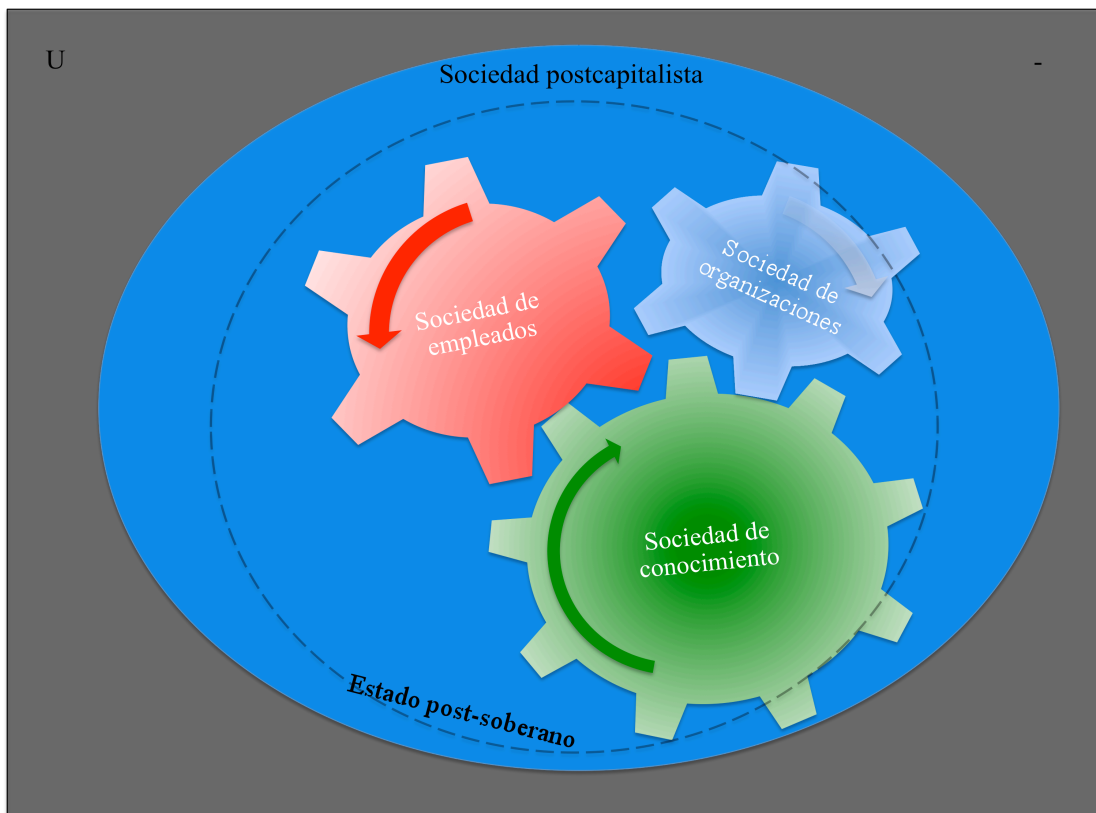 U
-
Sociedad postcapitalista
Sociedad de
organizaciones
Sociedad de
empleados
Sociedad de
conocimiento
Estado post-soberano